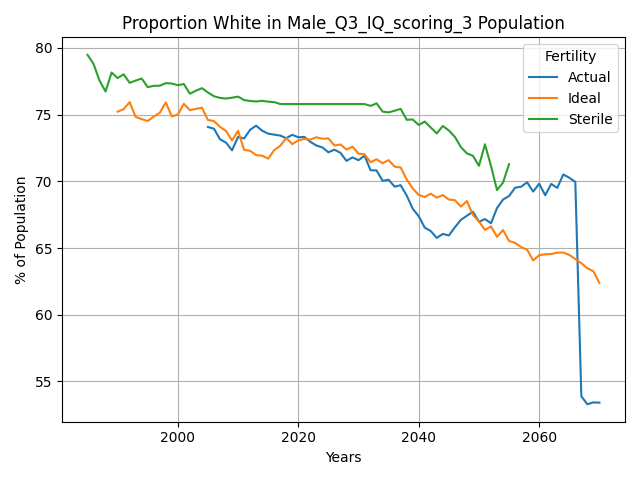 Proportion White in Male_Q3_IQ_scoring_3 Population
Fertility
Actual
Ideal
Sterile
% of Population
80
75
70
65
60
55
2000
2020
2040
2060
Years